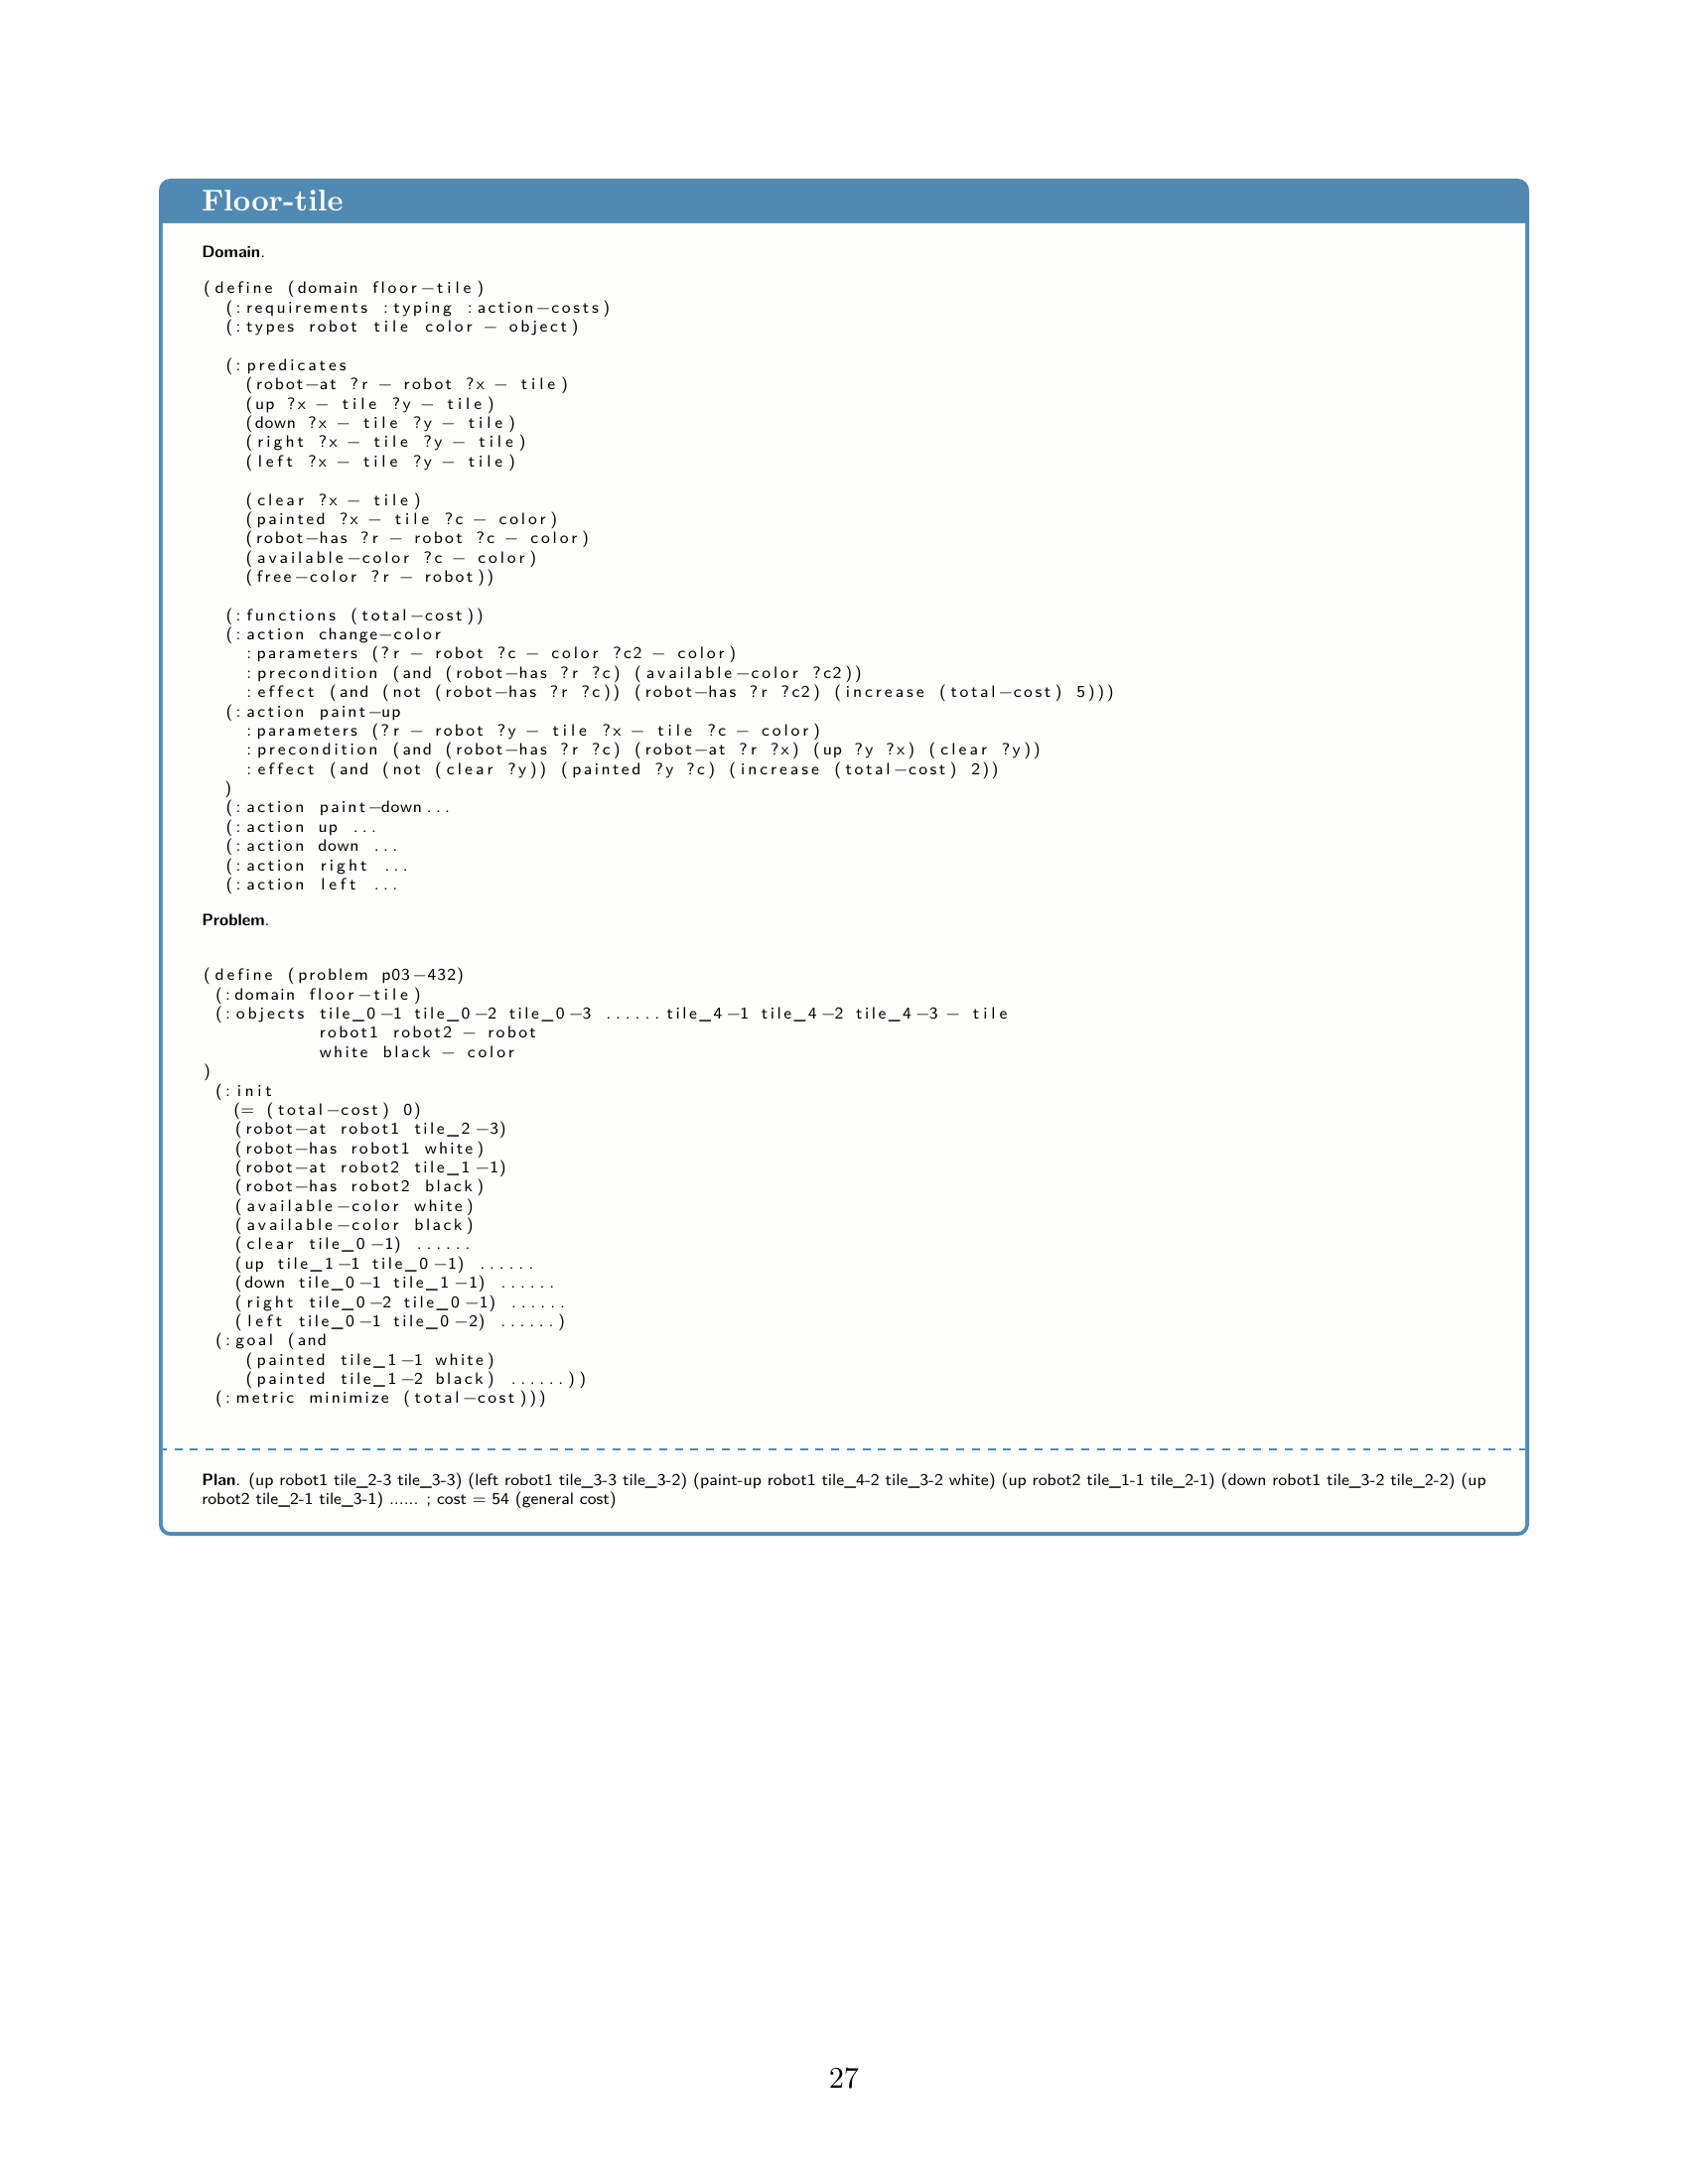 Floor-tile
Domain.
(define (domain floor−tile)
(:requirements :typing :action−costs)
(:types robot tile color − object)
(:predicates
(robot−at ?r − robot ?x − tile)
(up ?x − tile ?y − tile)
(down ?x − tile ?y − tile)
(right ?x − tile ?y − tile)
(left ?x − tile ?y − tile)
(clear ?x − tile)
(painted ?x − tile ?c − color)
(robot−has ?r − robot ?c − color)
(available−color ?c − color)
(free−color ?r − robot))
(:functions (total−cost))
(:action change−color
:parameters (?r − robot ?c − color ?c2 − color)
:precondition (and (robot−has ?r ?c) (available−color ?c2))
:effect (and (not (robot−has ?r ?c)) (robot−has ?r ?c2) (increase (total−cost) 5)))
(:action paint−up
:parameters (?r − robot ?y − tile ?x − tile ?c − color)
:precondition (and (robot−has ?r ?c) (robot−at ?r ?x) (up ?y ?x) (clear ?y))
:effect (and (not (clear ?y)) (painted ?y ?c) (increase (total−cost) 2))
)
(:action paint−down...
(:action up ...
(:action down ...
(:action right ...
(:action left ...
Problem.
(define (problem p03−432)
(:domain floor−tile)
(:objects tile_0−1 tile_0−2 tile_0−3 ......tile_4−1 tile_4−2 tile_4−3 − tile
robot1 robot2 − robot
white black − color
)
(:init
(= (total−cost) 0)
(robot−at robot1 tile_2−3)
(robot−has robot1 white)
(robot−at robot2 tile_1−1)
(robot−has robot2 black)
(available−color white)
(available−color black)
(clear tile_0−1) ......
(up tile_1−1 tile_0−1) ......
(down tile_0−1 tile_1−1) ......
(right tile_0−2 tile_0−1) ......
(left tile_0−1 tile_0−2) ......)
(:goal (and
(painted tile_1−1 white)
(painted tile_1−2 black) ......))
(:metric minimize (total−cost)))
Plan. (up robot1 tile_2-3 tile_3-3) (left robot1 tile_3-3 tile_3-2) (paint-up robot1 tile_4-2 tile_3-2 white) (up robot2 tile_1-1 tile_2-1) (down robot1 tile_3-2 tile_2-2) (up
robot2 tile_2-1 tile_3-1) ...... ; cost = 54 (general cost)
27